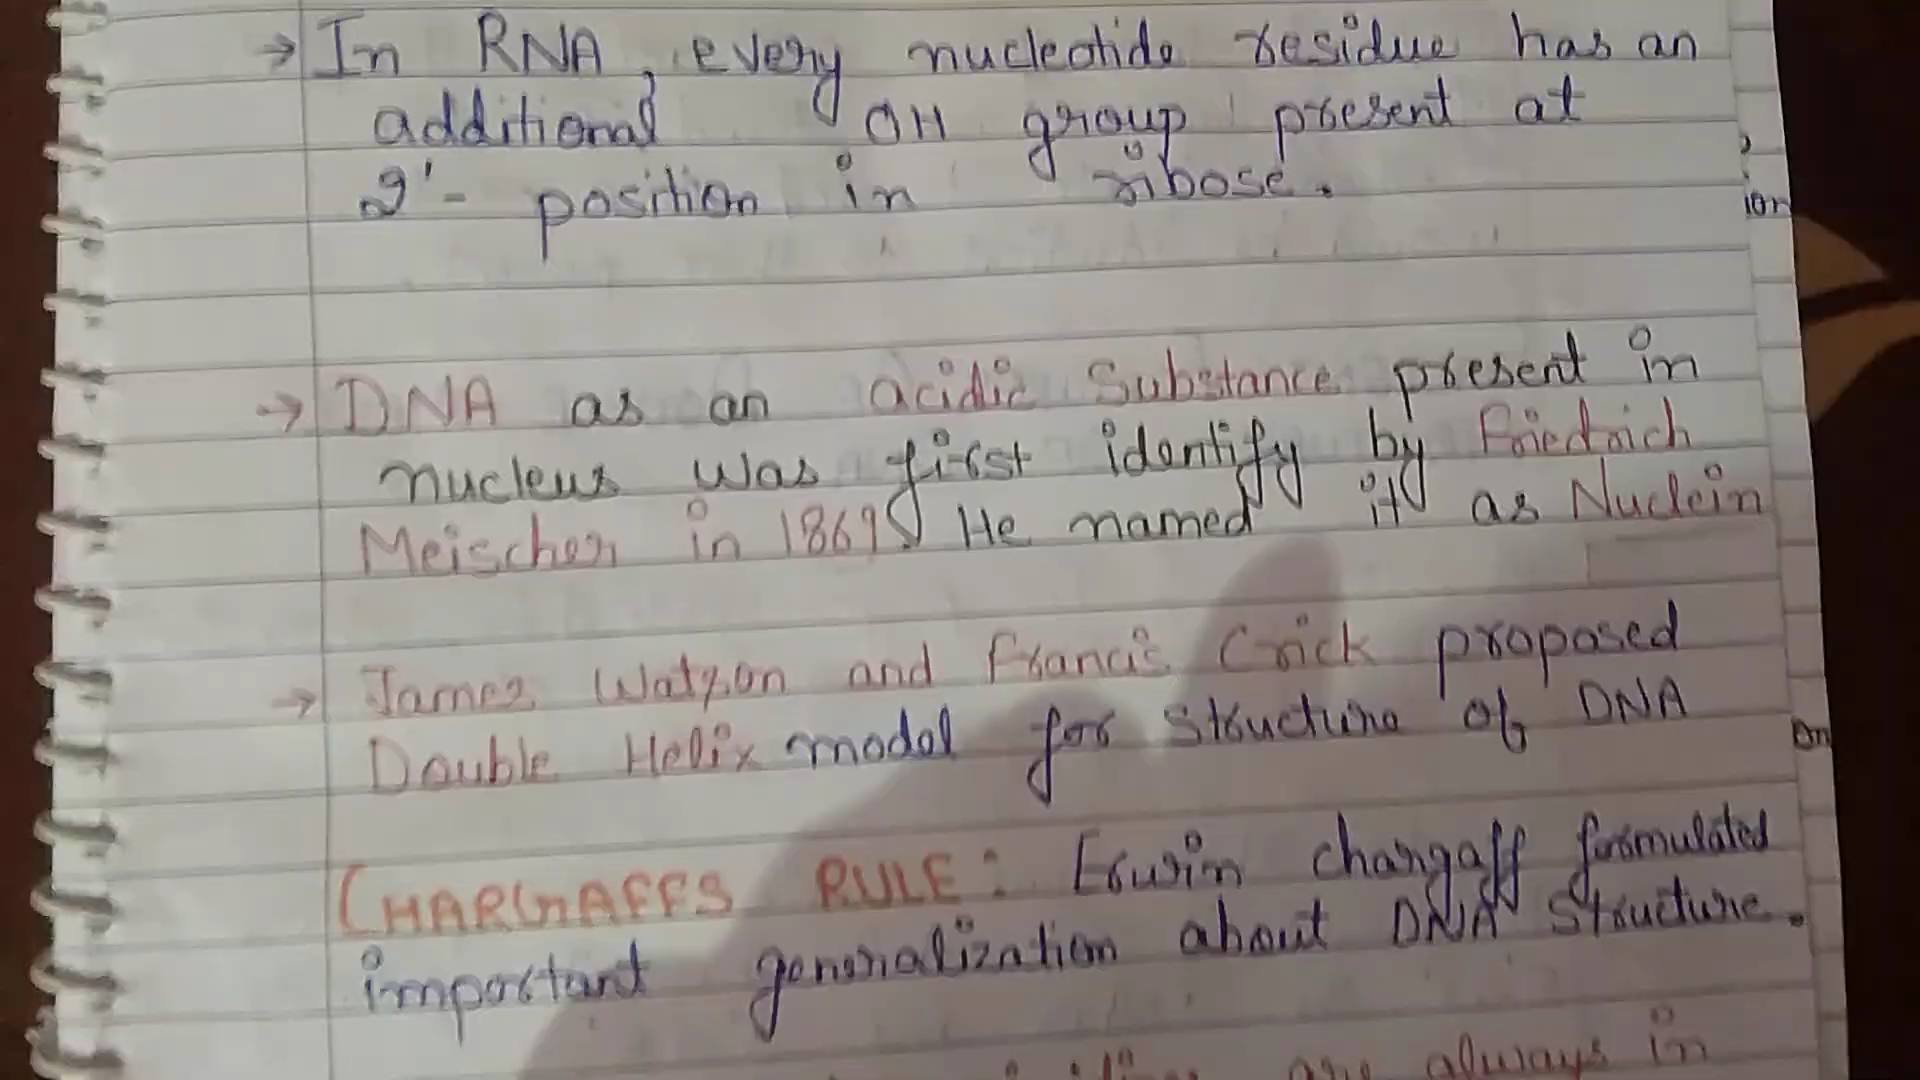 → In RNA, every nucleotide residue has an
additional OH group present at
2'- position in ribose.
→ DNA as an acidic Substance present in
nucleus was first identify by Friedrich
Meischer in 1869. He named it as Nuclein
→ James Watson and Francis Crick proposed
Double Helix model for structure of DNA
CHARGAFFS RULE: Erwin chargaff formulated
important generalization about DNA Structure.
are always in